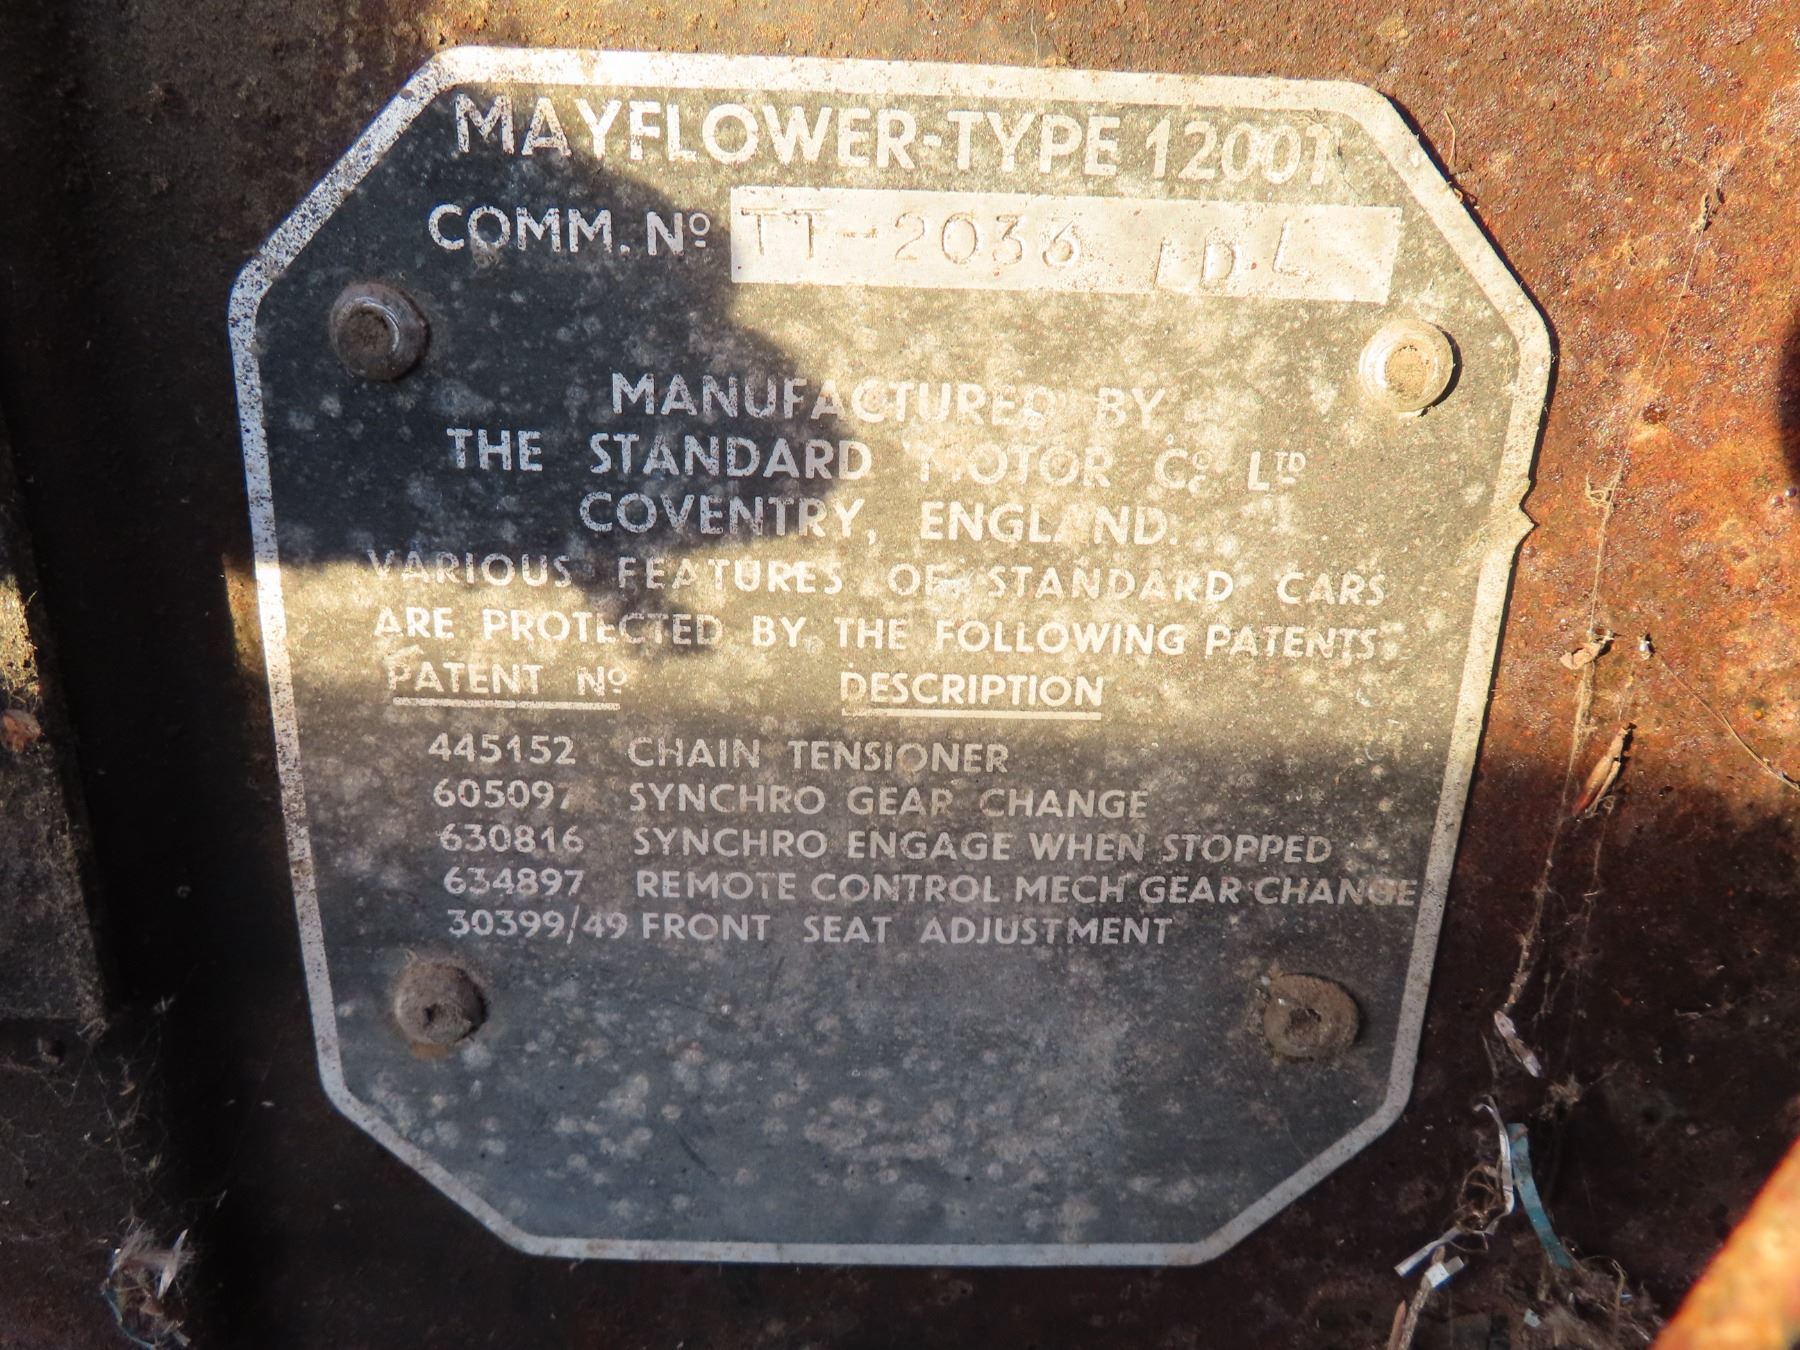 MAYFLOWER-TYPE 1200T
COMM. Nº TT-2033 LDL
MANUFACTURED BY
THE STANDARD MOTOR Cº LTD
COVENTRY, ENGLAND.
VARIOUS FEATURES OF STANDARD CARS
ARE PROTECTED BY THE FOLLOWING PATENTS
PATENT Nº DESCRIPTION
445152 CHAIN TENSIONER
605097 SYNCHRO GEAR CHANGE
630816 SYNCHRO ENGAGE WHEN STOPPED
634897 REMOTE CONTROL MECH GEAR CHANGE
30399/49 FRONT SEAT ADJUSTMENT